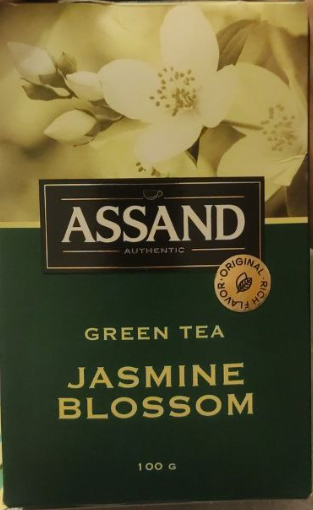 ASSAND
AUTHENTIC
ORIGINAL · RICH FLAVOR ·
GREEN TEA
JASMINE
BLOSSOM
100 G